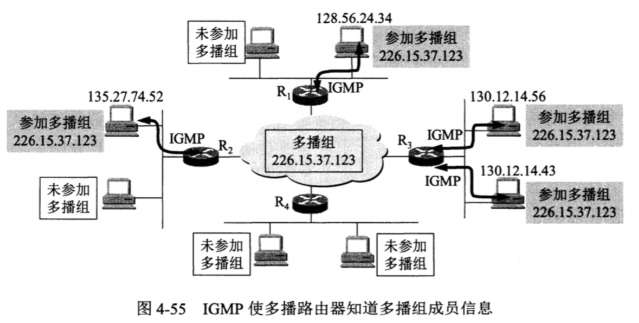 128.56.24.34
未参加
多播组
参加多播组
226.15.37.123
R1
IGMP
135.27.74.52
参加多播组
226.15.37.123
IGMP
R2
多播组
226.15.37.123
130.12.14.56
R3
IGMP
参加多播组
226.15.37.123
IGMP
130.12.14.43
参加多播组
226.15.37.123
未参加
多播组
R4
未参加
多播组
未参加
多播组
图 4-55 IGMP 使多播路由器知道多播组成员信息